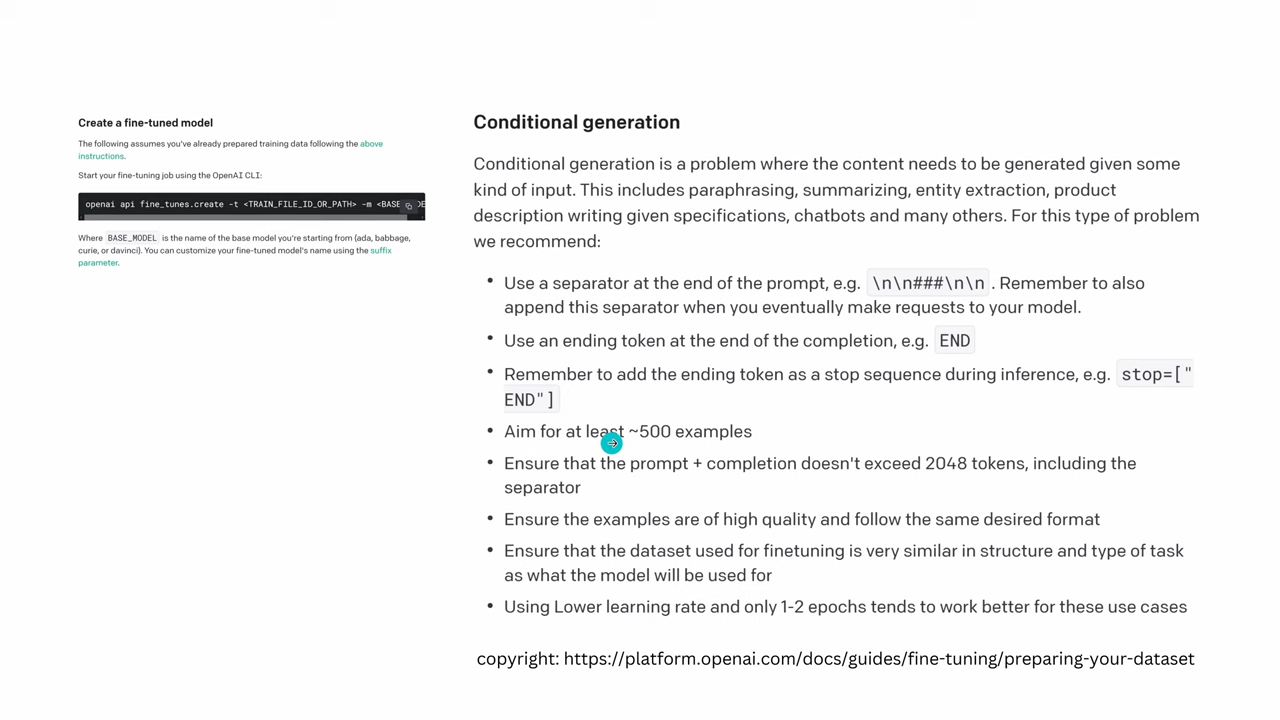 Create a fine-tuned model
The following assumes you've already prepared training data following the above
instructions.
Start your fine-tuning job using the OpenAI CLI:
openai api fine_tunes.create -t <TRAIN_FILE_ID_OR_PATH> -m <BASE
Where BASE_MODEL is the name of the base model you're starting from (ada, babbage,
curie, or davinci). You can customize your fine-tuned model's name using the suffix
parameter.
Conditional generation
Conditional generation is a problem where the content needs to be generated given some
kind of input. This includes paraphrasing, summarizing, entity extraction, product
description writing given specifications, chatbots and many others. For this type of problem
we recommend:
• Use a separator at the end of the prompt, e.g. \n\n###\n\n. Remember to also
append this separator when you eventually make requests to your model.
• Use an ending token at the end of the completion, e.g. END
• Remember to add the ending token as a stop sequence during inference, e.g. stop=["
END"]
• Aim for at least ~500 examples
• Ensure that the prompt + completion doesn't exceed 2048 tokens, including the
separator
• Ensure the examples are of high quality and follow the same desired format
• Ensure that the dataset used for finetuning is very similar in structure and type of task
as what the model will be used for
• Using Lower learning rate and only 1-2 epochs tends to work better for these use cases
copyright: https://platform.openai.com/docs/guides/fine-tuning/preparing-your-dataset